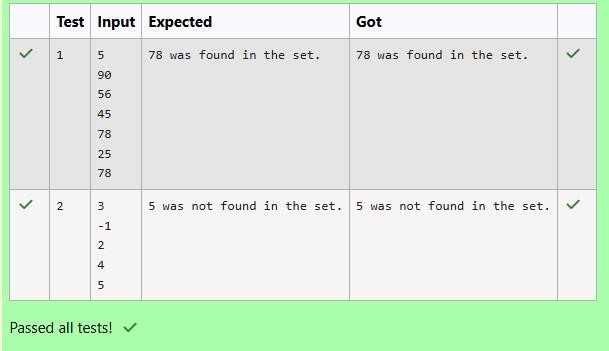 Test Input Expected Got
1 5 78 was found in the set. 78 was found in the set.
90
56
45
78
25
78
2 3 5 was not found in the set. 5 was not found in the set.
-1
2
4
5
Passed all tests!